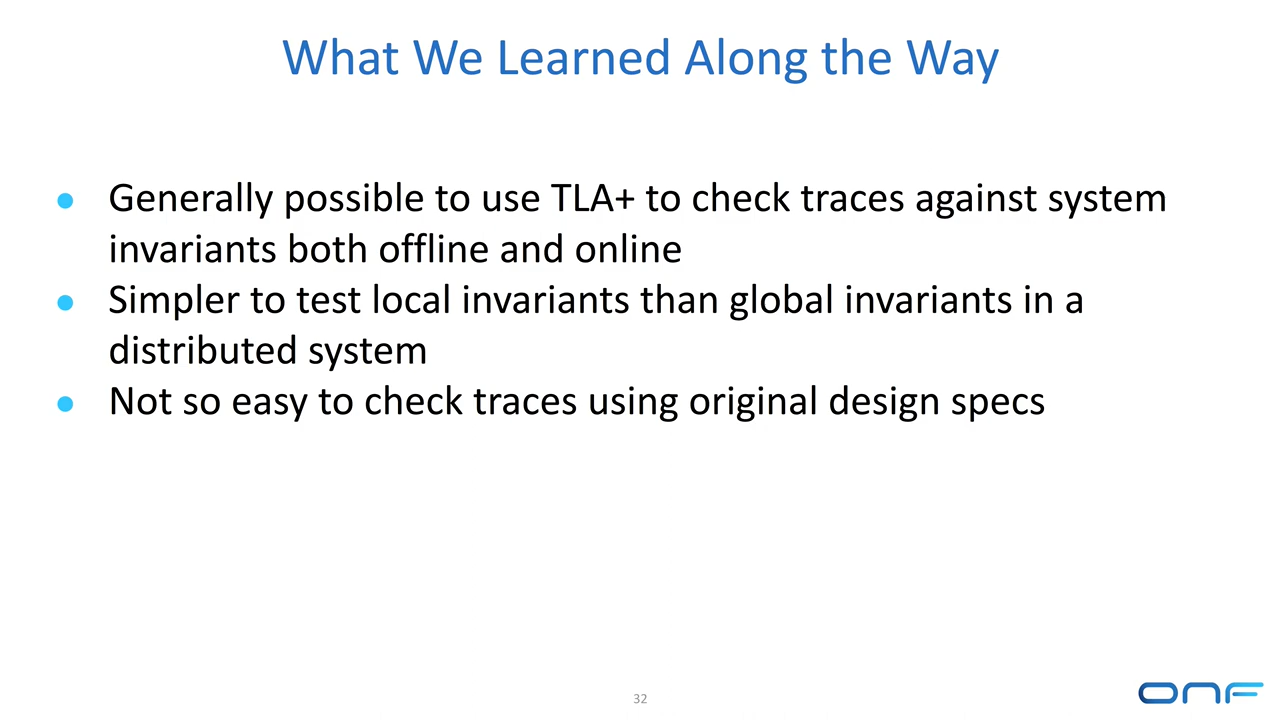 What We Learned Along the Way
● Generally possible to use TLA+ to check traces against system
invariants both offline and online
● Simpler to test local invariants than global invariants in a
distributed system
● Not so easy to check traces using original design specs
32
ONF